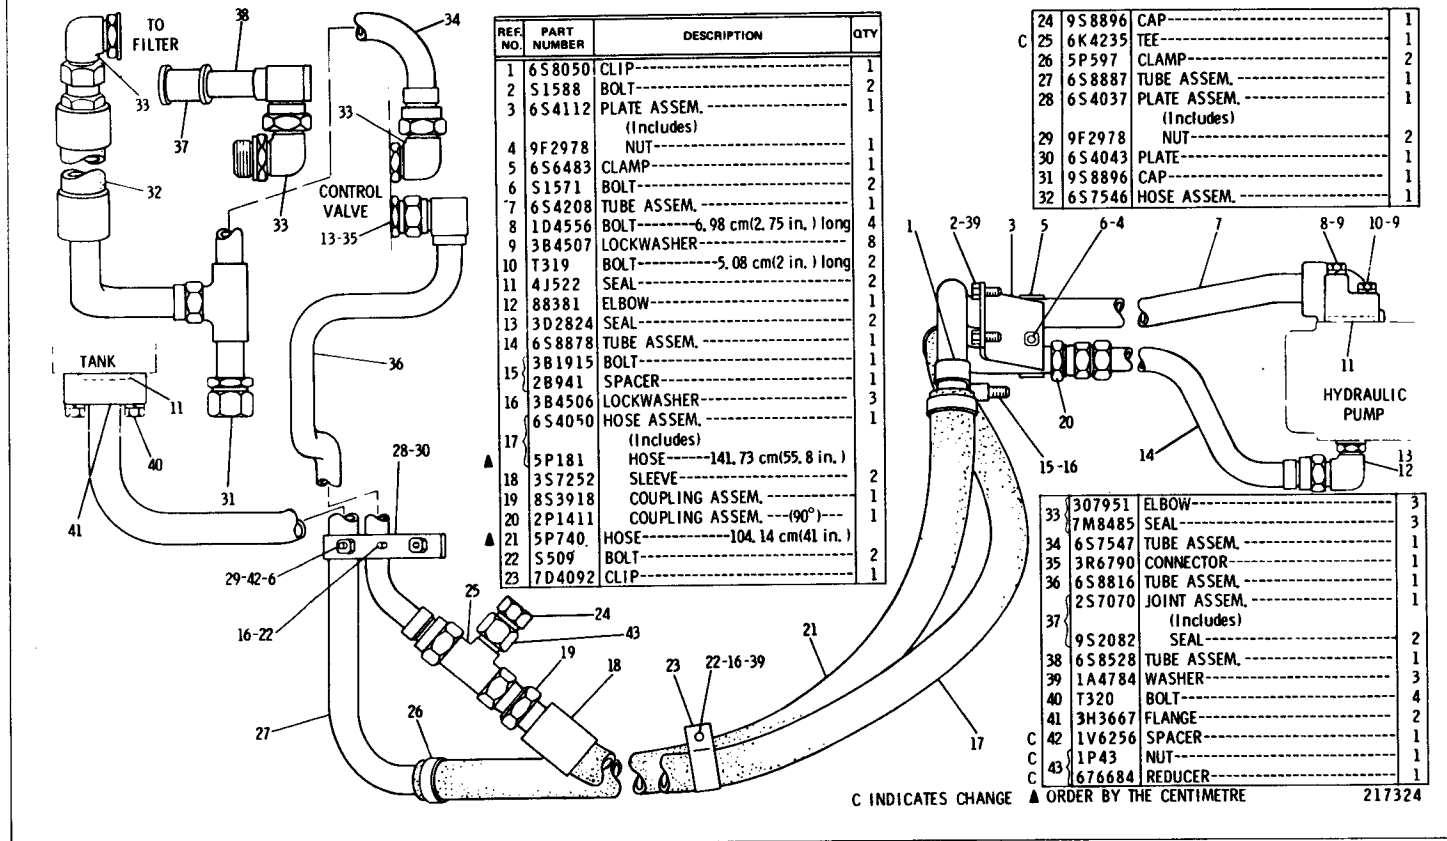 REF. NO. PART NUMBER DESCRIPTION QTY
1 6S8050 CLIP 1
2 S1588 BOLT 2
3 6S4112 PLATE ASSEM. 1
(Includes)
4 9F2978 NUT 1
5 6S6483 CLAMP 1
6 S1571 BOLT 2
7 6S4208 TUBE ASSEM. 1
8 1D4556 BOLT 6.98 cm(2.75 in.) long 4
9 3B4507 LOCKWASHER 8
10 T319 BOLT 5.08 cm(2 in.) long 2
11 4J522 SEAL 2
12 88381 ELBOW 1
13 3D2824 SEAL 2
14 6S8878 TUBE ASSEM. 1
15 3B1915 BOLT 1
2B941 SPACER 1
16 3B4506 LOCKWASHER 3
17 6S4050 HOSE ASSEM. 1
(Includes)
▲ 5P181 HOSE 141.73 cm(55.8 in.)
18 3S7252 SLEEVE 2
19 8S3918 COUPLING ASSEM. 1
20 2P1411 COUPLING ASSEM. (90°) 1
▲ 21 5P740 HOSE 104.14 cm(41 in.)
22 S509 BOLT 2
23 7D4092 CLIP 1
24 9S8896 CAP 1
C 25 6K4235 TEE 1
26 5P597 CLAMP 2
27 6S8887 TUBE ASSEM. 1
28 6S4037 PLATE ASSEM. 1
(Includes)
29 9F2978 NUT 2
30 6S4043 PLATE 1
31 9S8896 CAP 1
32 6S7546 HOSE ASSEM. 1
33 307951 ELBOW 3
7M8485 SEAL 3
34 6S7547 TUBE ASSEM. 1
35 3R6790 CONNECTOR 1
36 6S8816 TUBE ASSEM. 1
37 2S7070 JOINT ASSEM. 1
(Includes)
9S2082 SEAL 2
38 6S8528 TUBE ASSEM. 1
39 1A4784 WASHER 3
40 T320 BOLT 4
41 3H3667 FLANGE 2
C 42 1V6256 SPACER 1
C 43 1P43 NUT 1
C 676684 REDUCER 1
C INDICATES CHANGE ▲ ORDER BY THE CENTIMETRE 217324
TO
FILTER
38
34
33
37
33
32
33
CONTROL
VALVE
13-35
36
TANK
11
40
41
31
28-30
29-42-6
16-22
25
24
43
19
18
27
26
23
22-16-39
21
17
1
2-39
3
5
6-4
7
8-9
10-9
11
HYDRAULIC
PUMP
20
15-16
14
13
12